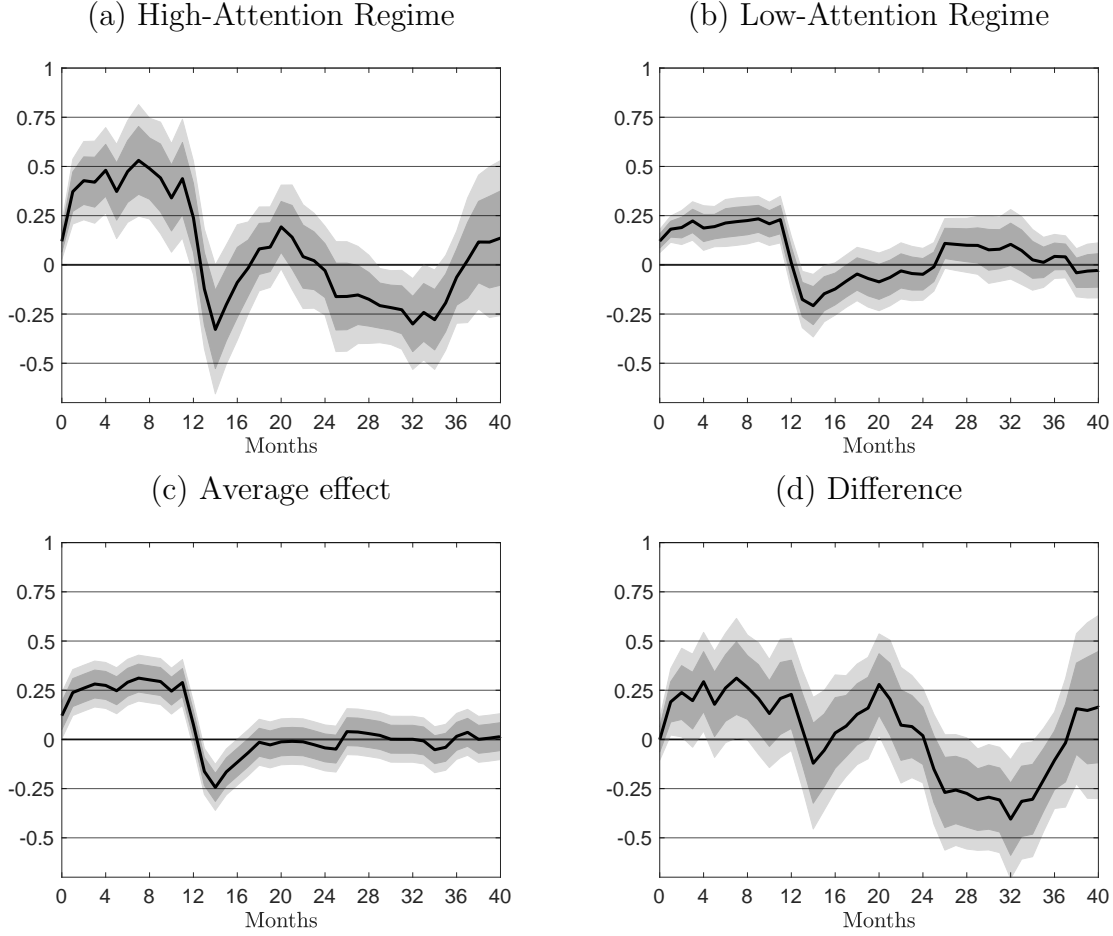 (a) High-Attention Regime
1
0.75
0.5
0.25
0
-0.25
-0.5
0 4 8 12 16 20 24 28 32 36 40
Months
(b) Low-Attention Regime
1
0.75
0.5
0.25
0
-0.25
-0.5
0 4 8 12 16 20 24 28 32 36 40
Months
(c) Average effect
1
0.75
0.5
0.25
0
-0.25
-0.5
0 4 8 12 16 20 24 28 32 36 40
Months
(d) Difference
1
0.75
0.5
0.25
0
-0.25
-0.5
0 4 8 12 16 20 24 28 32 36 40
Months